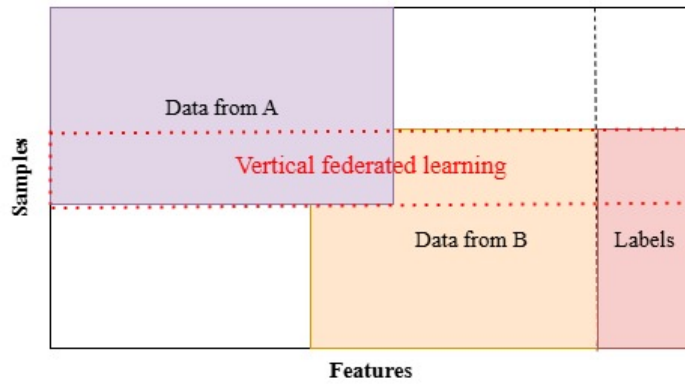 Data from A
Vertical federated learning
Samples
Data from B
Labels
Features